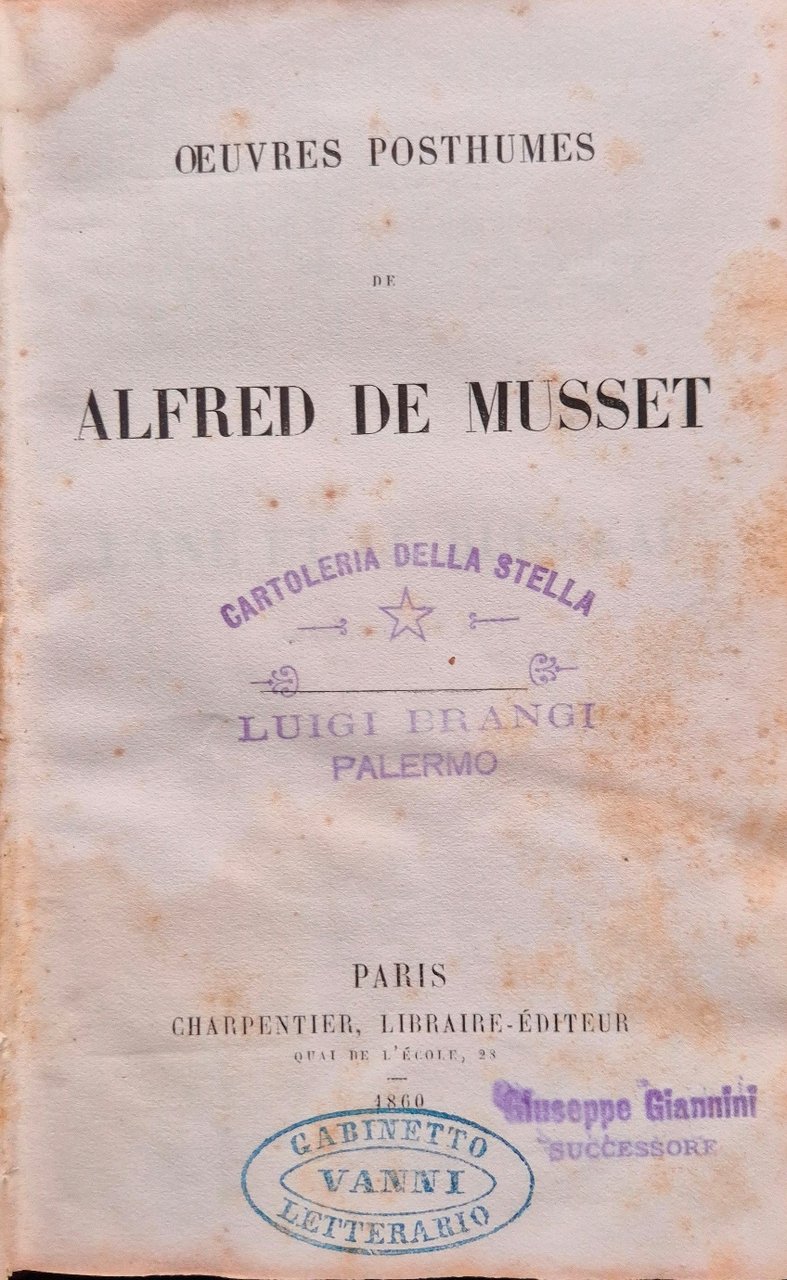 ŒUVRES POSTHUMES
DE
ALFRED DE MUSSET
CARTOLERIA DELLA STELLA
LUIGI BRANGI
PALERMO
PARIS
CHARPENTIER, LIBRAIRE-ÉDITEUR
QUAI DE L'ÉCOLE, 28
1860
Giuseppe Giannini
SUCCESSORE
GABINETTO
VANNI
LETTERARIO